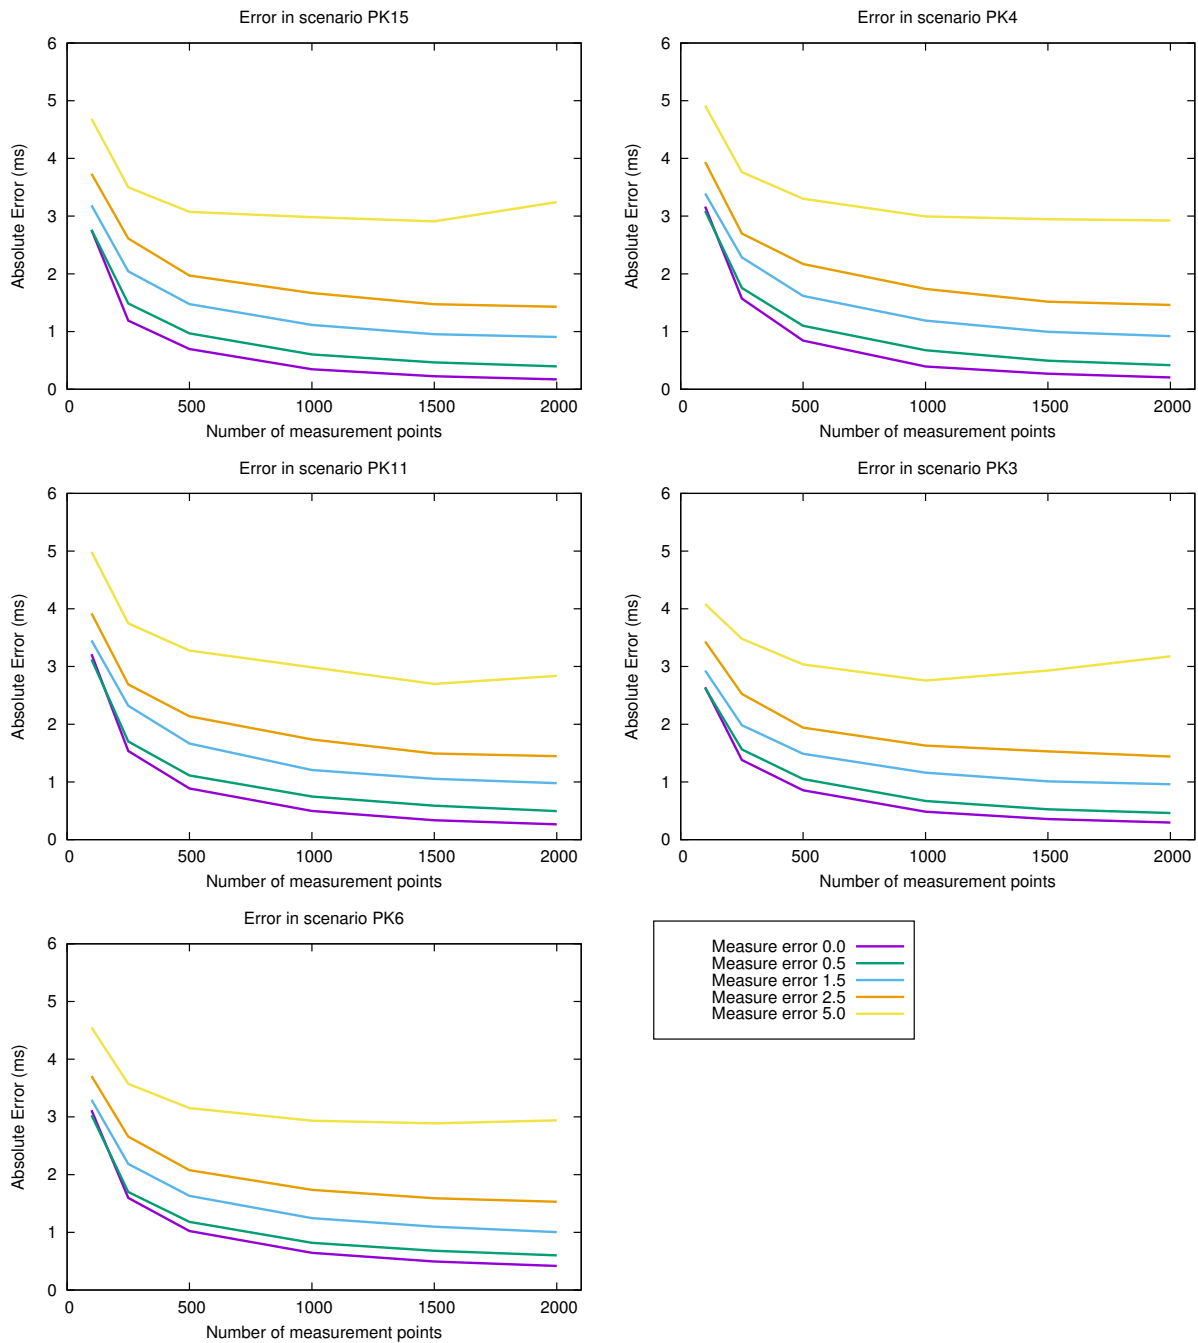 Error in scenario PK15
6
5
4
3
2
1
0
Absolute Error (ms)
0 500 1000 1500 2000
Number of measurement points
Error in scenario PK4
6
5
4
3
2
1
0
Absolute Error (ms)
0 500 1000 1500 2000
Number of measurement points
Error in scenario PK11
6
5
4
3
2
1
0
Absolute Error (ms)
0 500 1000 1500 2000
Number of measurement points
Error in scenario PK3
6
5
4
3
2
1
0
Absolute Error (ms)
0 500 1000 1500 2000
Number of measurement points
Error in scenario PK6
6
5
4
3
2
1
0
Absolute Error (ms)
0 500 1000 1500 2000
Number of measurement points
Measure error 0.0
Measure error 0.5
Measure error 1.5
Measure error 2.5
Measure error 5.0